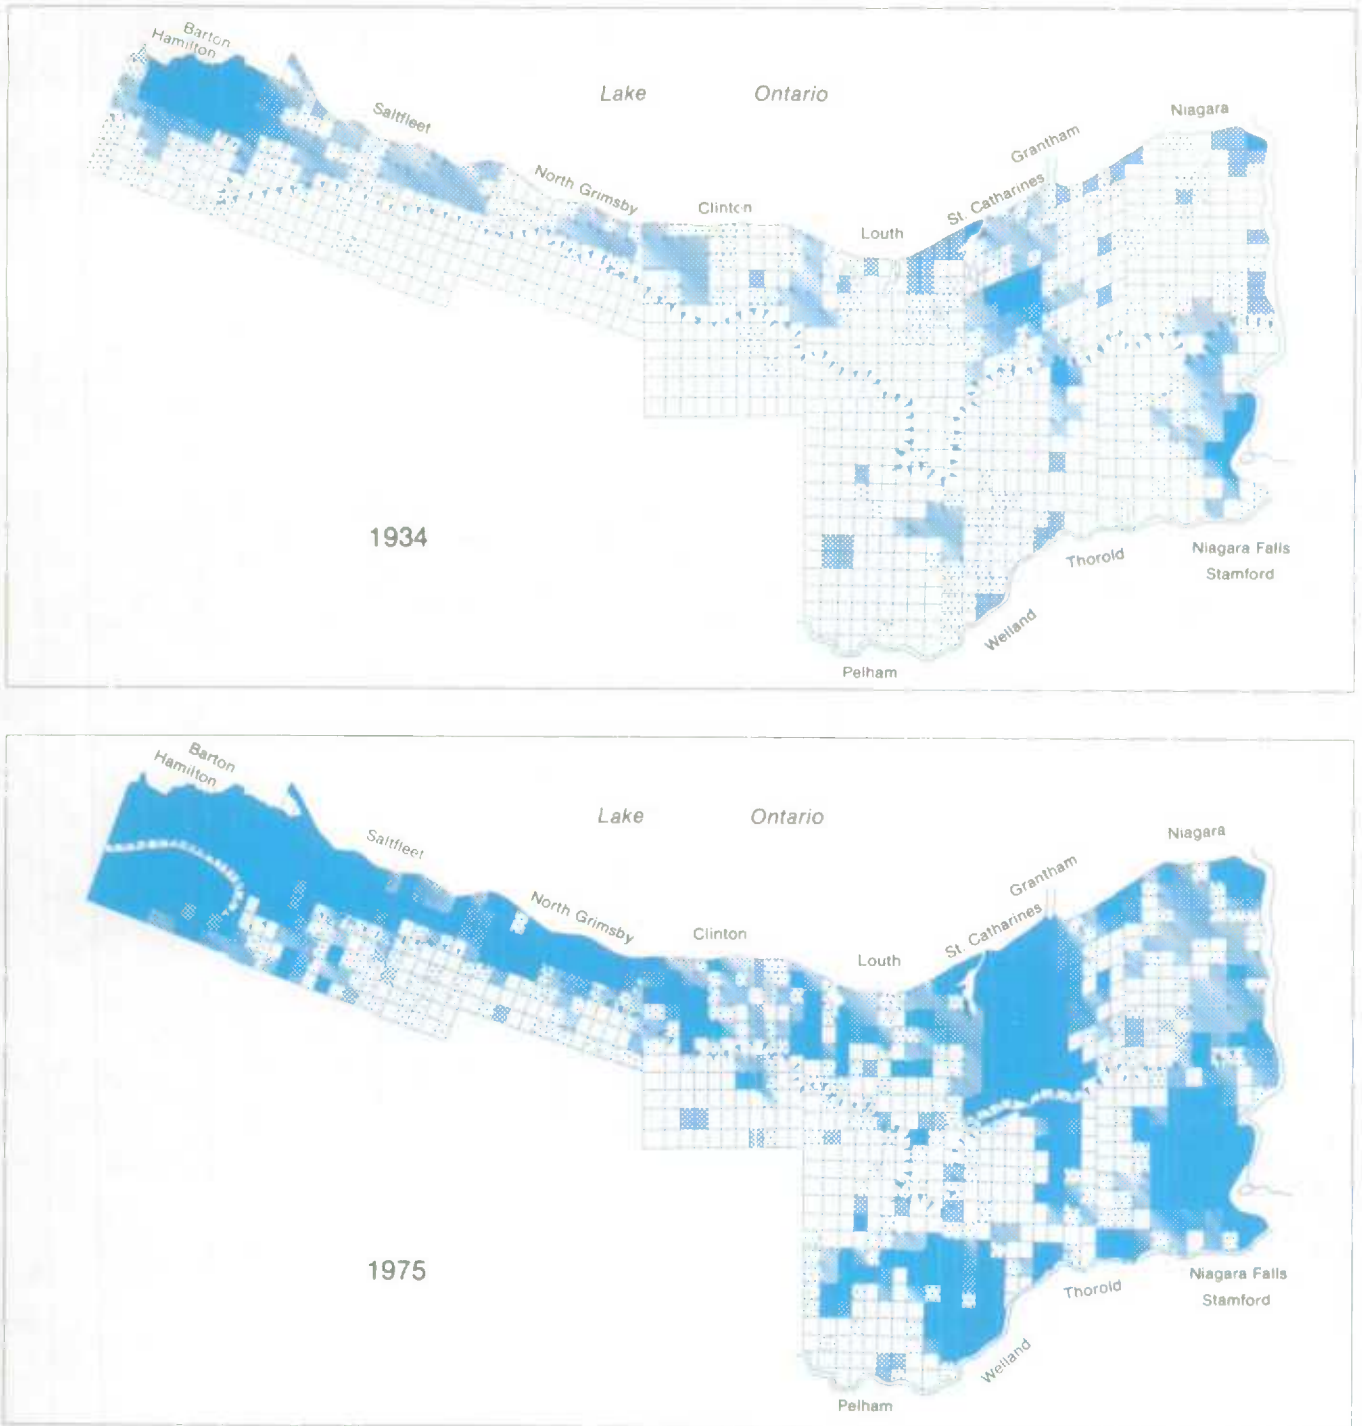 Barton
Hamilton
Saltfleet
Lake Ontario
North Grimsby
Clinton
Louth
St. Catharines
Grantham
Niagara
1934
Niagara Falls
Stamford
Thorold
Welland
Pelham
Barton
Hamilton
Saltfleet
Lake Ontario
North Grimsby
Clinton
Louth
St. Catharines
Grantham
Niagara
1975
Niagara Falls
Stamford
Thorold
Welland
Pelham